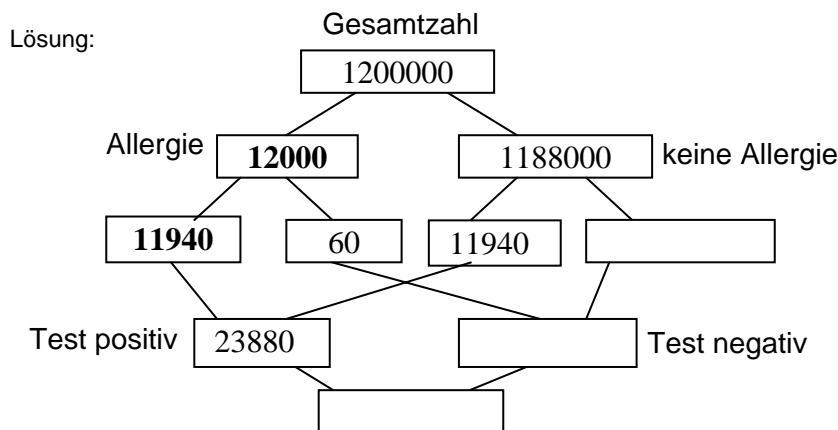 Gesamtzahl
Lösung:
1200000
Allergie 12000 1188000 keine Allergie
11940 60 11940
Test positiv 23880 Test negativ